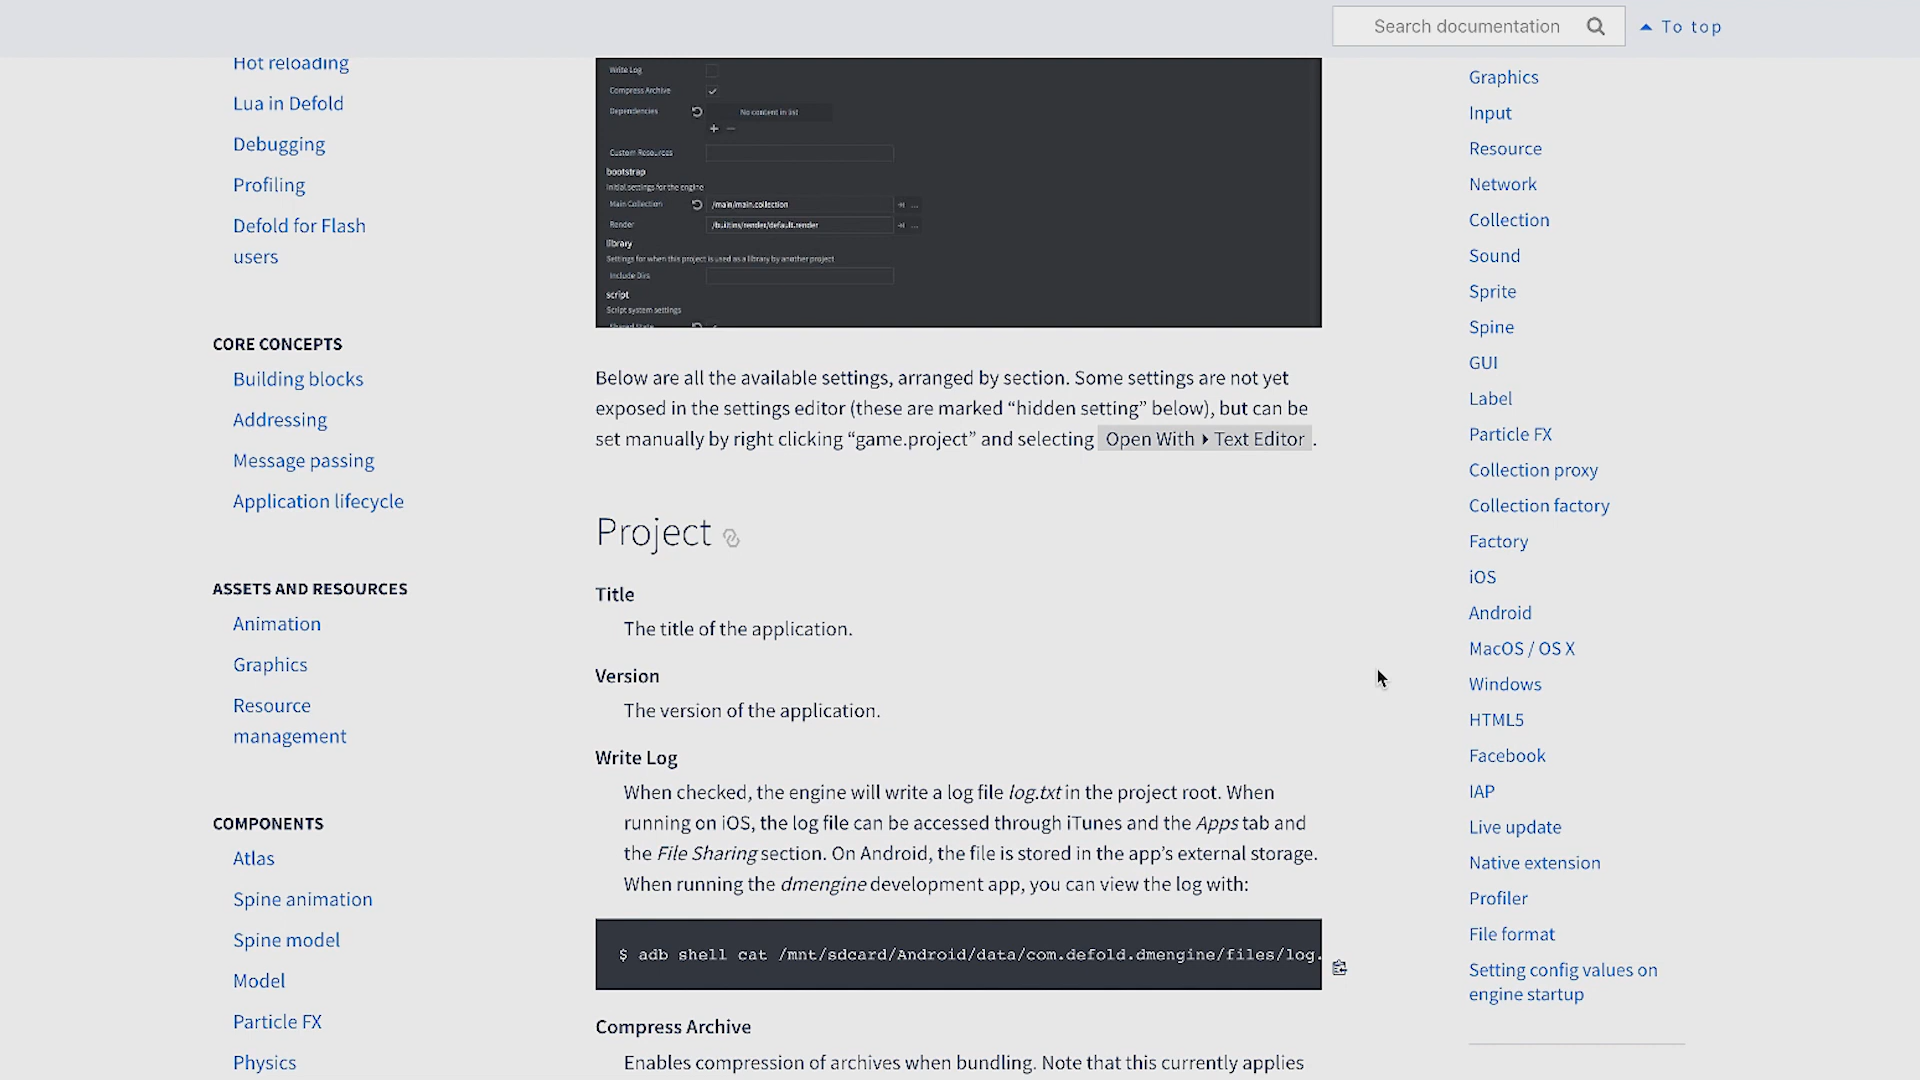 Search documentation
To top
Hot reloading
Lua in Defold
Debugging
Profiling
Defold for Flash
users
CORE CONCEPTS
Building blocks
Addressing
Message passing
Application lifecycle
ASSETS AND RESOURCES
Animation
Graphics
Resource
management
COMPONENTS
Atlas
Spine animation
Spine model
Model
Particle FX
Physics
Write Log
Compress Archive
Dependencies
No content in list
Custom Resources
bootstrap
Initial settings for the engine
Main Collection
/main/main.collection
Render
/builtins/render/default.render
library
Settings for when this project is used as a library by another project
Include Dirs
script
Script system settings
Shared State
Below are all the available settings, arranged by section. Some settings are not yet
exposed in the settings editor (these are marked “hidden setting” below), but can be
set manually by right clicking “game.project” and selecting Open With ▸ Text Editor .
Project
Title
The title of the application.
Version
The version of the application.
Write Log
When checked, the engine will write a log file log.txt in the project root. When
running on iOS, the log file can be accessed through iTunes and the Apps tab and
the File Sharing section. On Android, the file is stored in the app’s external storage.
When running the dmengine development app, you can view the log with:
$ adb shell cat /mnt/sdcard/Android/data/com.defold.dmengine/files/log.
Compress Archive
Enables compression of archives when bundling. Note that this currently applies
Graphics
Input
Resource
Network
Collection
Sound
Sprite
Spine
GUI
Label
Particle FX
Collection proxy
Collection factory
Factory
iOS
Android
MacOS / OS X
Windows
HTML5
Facebook
IAP
Live update
Native extension
Profiler
File format
Setting config values on
engine startup